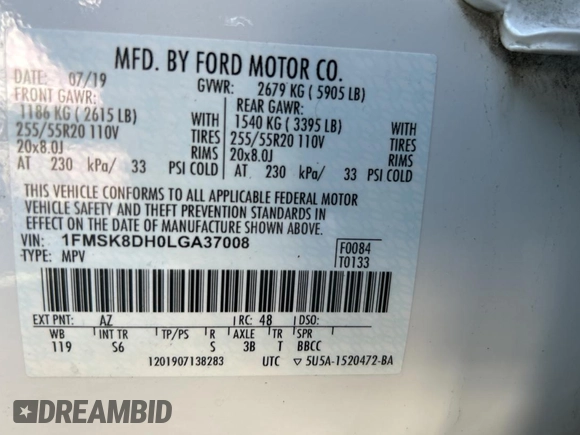 MFD. BY FORD MOTOR CO.
DATE: 07/19 GVWR: 2679 KG ( 5905 LB)
FRONT GAWR: REAR GAWR:
1186 KG ( 2615 LB) WITH 1540 KG ( 3395 LB) WITH
255/55R20 110V TIRES 255/55R20 110V TIRES
20x8.0J RIMS 20x8.0J RIMS
AT 230 kPa/ 33 PSI COLD AT 230 kPa/ 33 PSI COLD
THIS VEHICLE CONFORMS TO ALL APPLICABLE FEDERAL MOTOR
VEHICLE SAFETY AND THEFT PREVENTION STANDARDS IN
EFFECT ON THE DATE OF MANUFACTURE SHOWN ABOVE.
VIN: 1FMSK8DH0LGA37008 F0084
TYPE: MPV T0133
EXT PNT: AZ RC: 48 DSO:
WB INT TR TP/PS R AXLE TR SPR
119 S6 S 3B T BBCC
1201907138283 UTC ▽ 5U5A-1520472-BA
DREAMBID